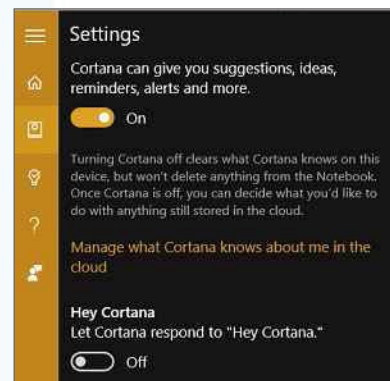 Settings
Cortana can give you suggestions, ideas,
reminders, alerts and more.
On
Turning Cortana off clears what Cortana knows on this
device, but won't delete anything from the Notebook.
Once Cortana is off, you can decide what you'd like to
do with anything still stored in the cloud.
?
Manage what Cortana knows about me in the
cloud
Hey Cortana
Let Cortana respond to "Hey Cortana."
Off